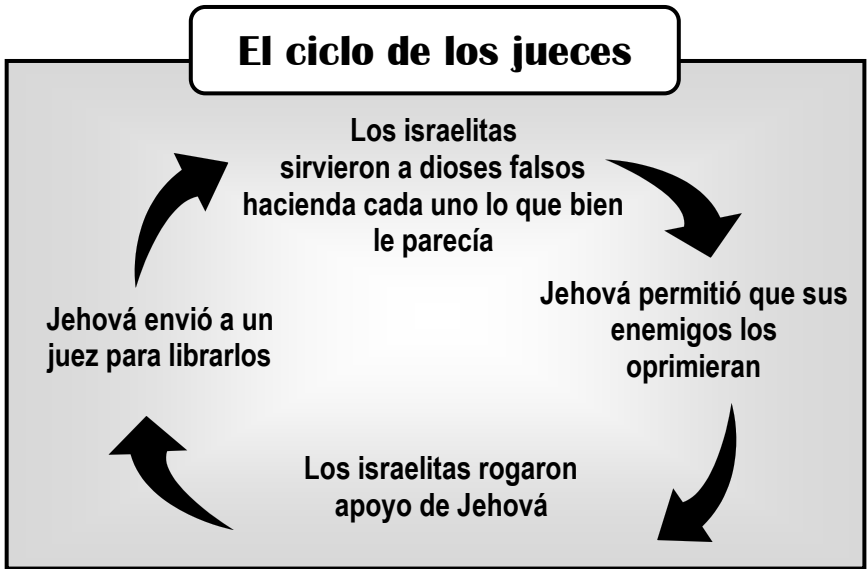 El ciclo de los jueces
Los israelitas
sirvieron a dioses falsos
hacienda cada uno lo que bien
le parecía
Jehová permitió que sus
enemigos los
oprimieran
Los israelitas rogaron
apoyo de Jehová
Jehová envió a un
juez para librarlos